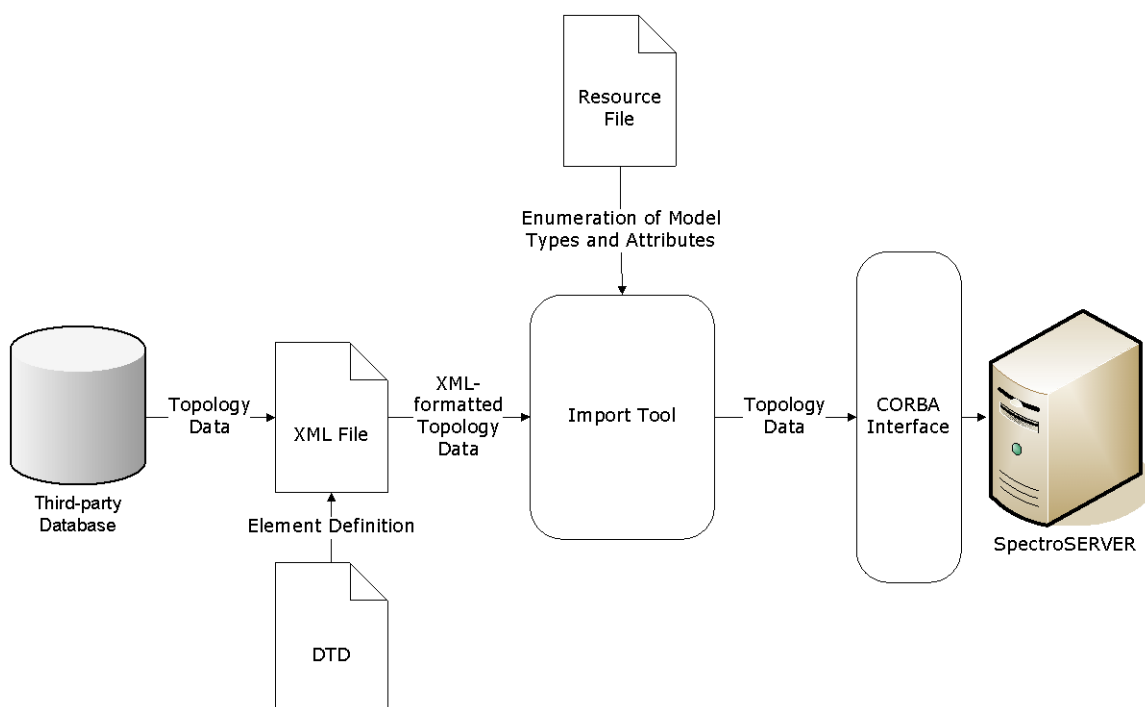 Resource
File
Enumeration of Model
Types and Attributes
Third-party
Database
Topology
Data
XML File
XML-
formatted
Topology
Data
Import Tool
Topology
Data
CORBA
Interface
SpectroSERVER
Element Definition
DTD